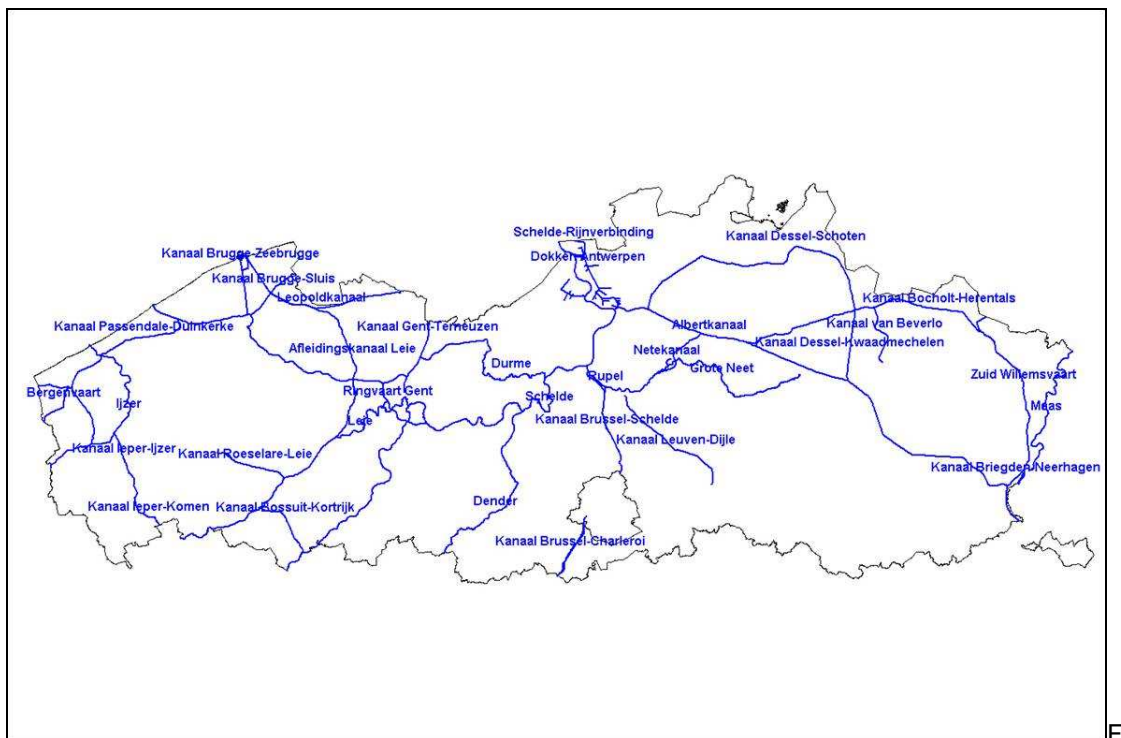 Schelde-Rijnverbinding
Kanaal Dessel-Schoten
Kanaal Brugge-Zeebrugge
Dokken Antwerpen
Kanaal Brugge-Sluis
Leopoldkanaal
Kanaal Bocholt-Herentals
Kanaal Passendale-Duinkerke
Kanaal Gent-Terneuzen
Albertkanaal
Kanaal van Beverlo
Afleidingskanaal Leie
Netekanaal
Kanaal Dessel-Kwaadmechelen
Durme
Grote Neet
Rupel
Zuid Willemsvaart
Bergenvaart
Ringvaart Gent
Schelde
Ijzer
Maas
Leie
Kanaal Brussel-Schelde
Kanaal Leuven-Dijle
Kanaal Ieper-Ijzer
Kanaal Roeselare-Leie
Kanaal Briegden-Neerhagen
Dender
Kanaal Ieper-Komen
Kanaal Bossuit-Kortrijk
Kanaal Brussel-Charleroi